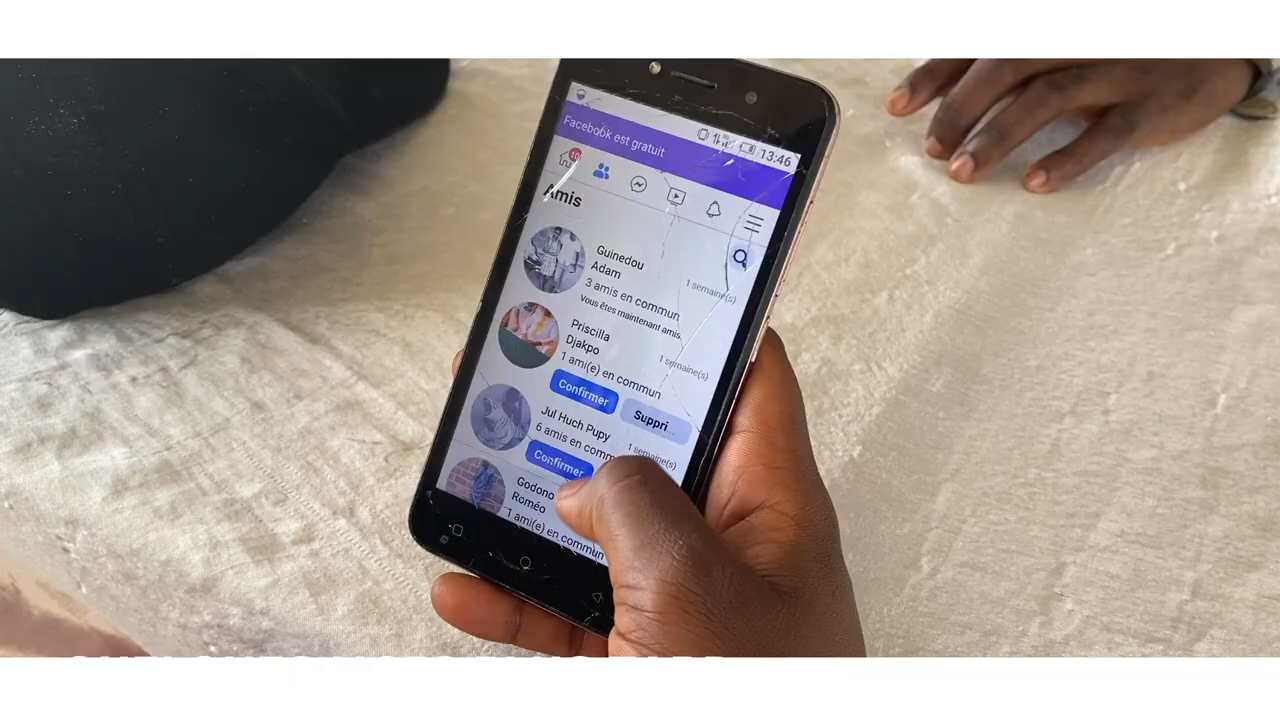 13:46
Facebook est gratuit
10
Amis
Guinedou
Adam
1 semaine(s)
3 amis en commun
Vous êtes maintenant amis.
Priscilla
Djakpo
1 semaine(s)
1 ami(e) en commun
Confirmer
Suppri...
Jul Huch Pupy
1 semaine(s)
6 amis en comm
Confirmer
Godono
Roméo
1 ami(e) en commun